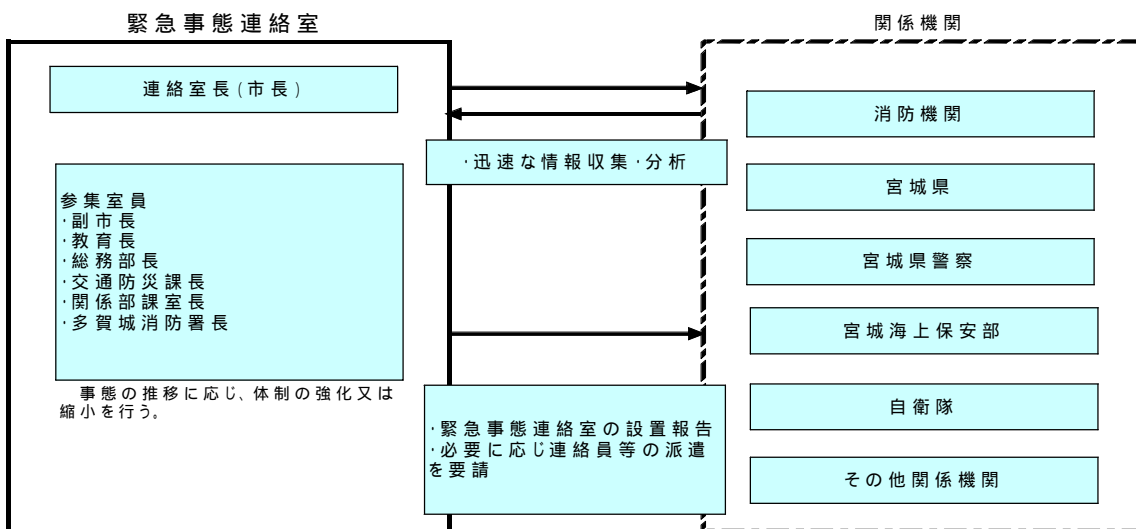 緊急事態連絡室
連絡室長(市長)
参集室員
・副市長
・教育長
・総務部長
・交通防災課長
・関係部課室長
・多賀城消防署長
事態の推移に応じ、体制の強化又は
縮小を行う。
・迅速な情報収集・分析
・緊急事態連絡室の設置報告
・必要に応じ連絡員等の派遣
を要請
関係機関
消防機関
宮城県
宮城県警察
宮城海上保安部
自衛隊
その他関係機関